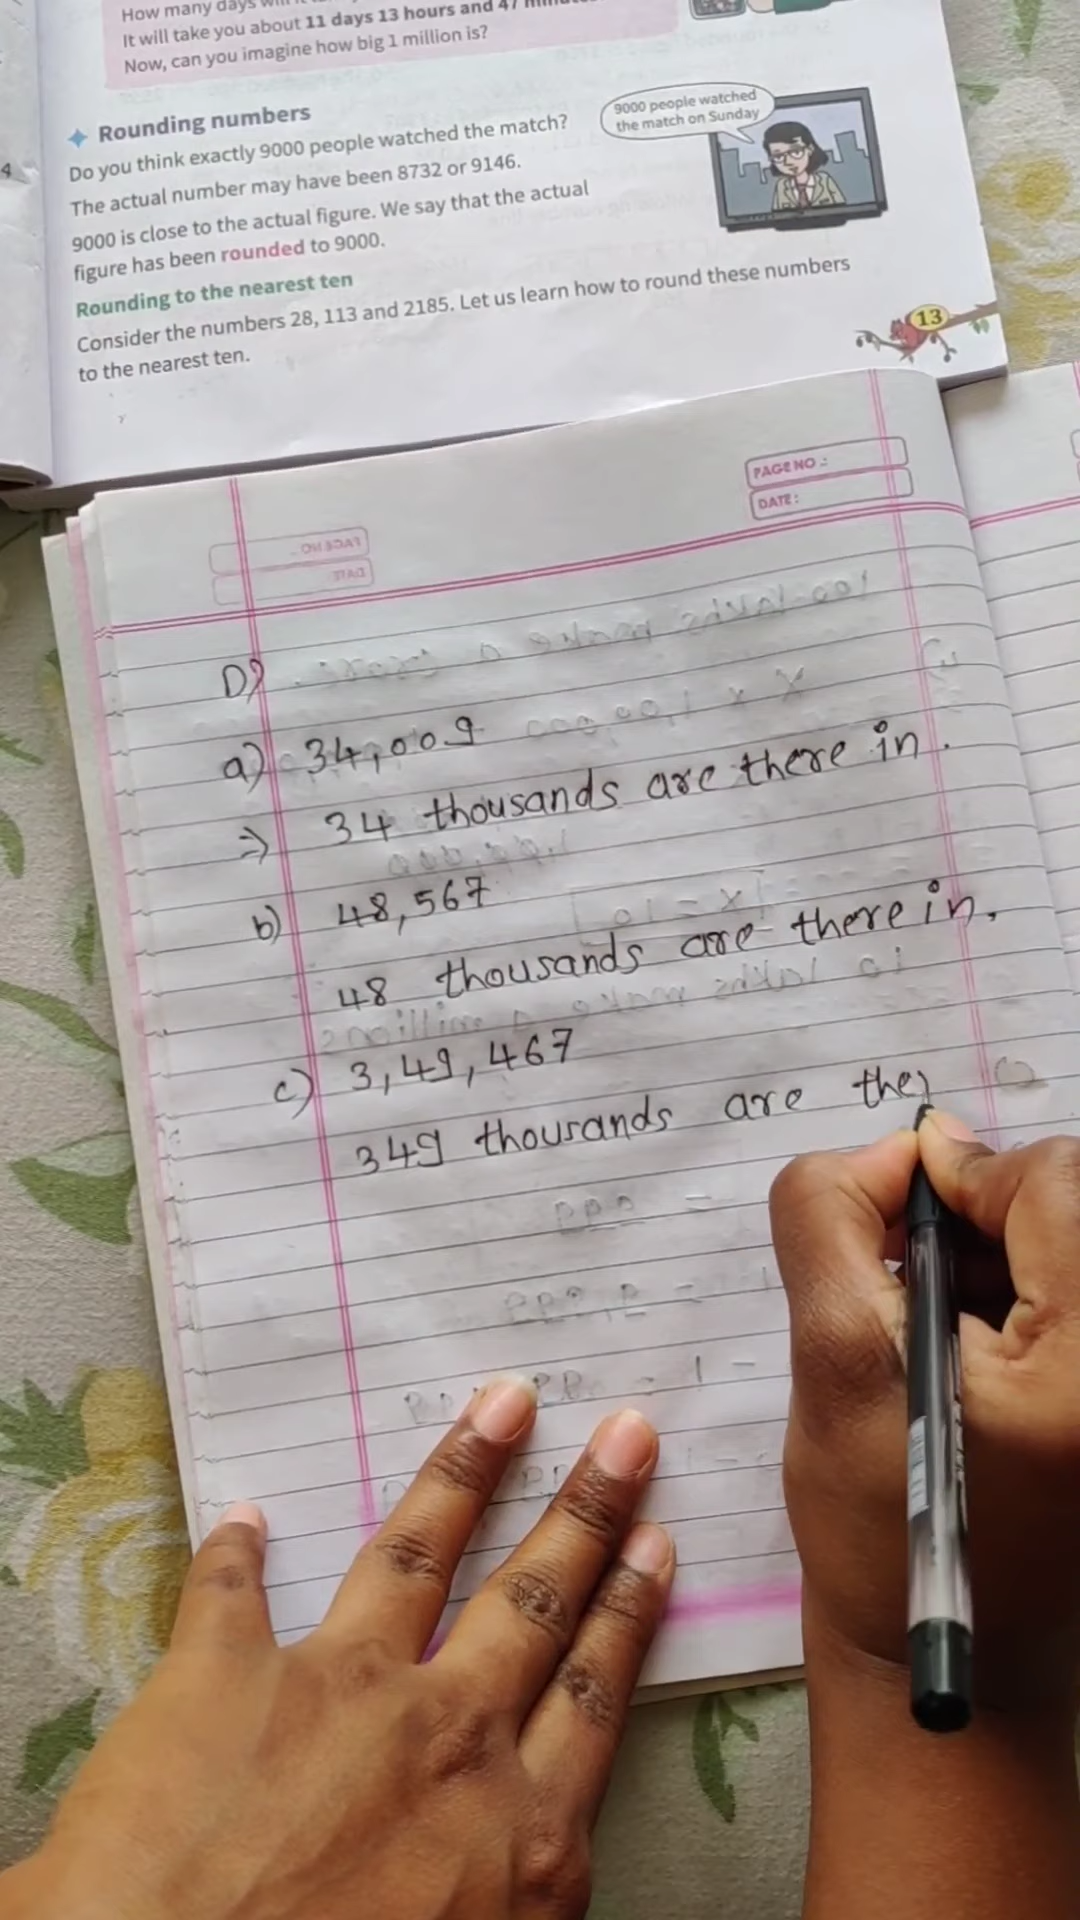 How many days
It will take you about 11 days 13 hours and 47
Now, can you imagine how big 1 million is?
Rounding numbers
Do you think exactly 9000 people watched the match?
The actual number may have been 8732 or 9146.
9000 is close to the actual figure. We say that the actual
figure has been rounded to 9000.
9000 people watched
the match on Sunday
Rounding to the nearest ten
Consider the numbers 28, 113 and 2185. Let us learn how to round these numbers
to the nearest ten.
13
4
PAGE NO :
DATE :
D)
a) 34,009
=> 34 thousands are there in.
b) 48,567
48 thousands are there in.
c) 3,49,467
349 thousands are the